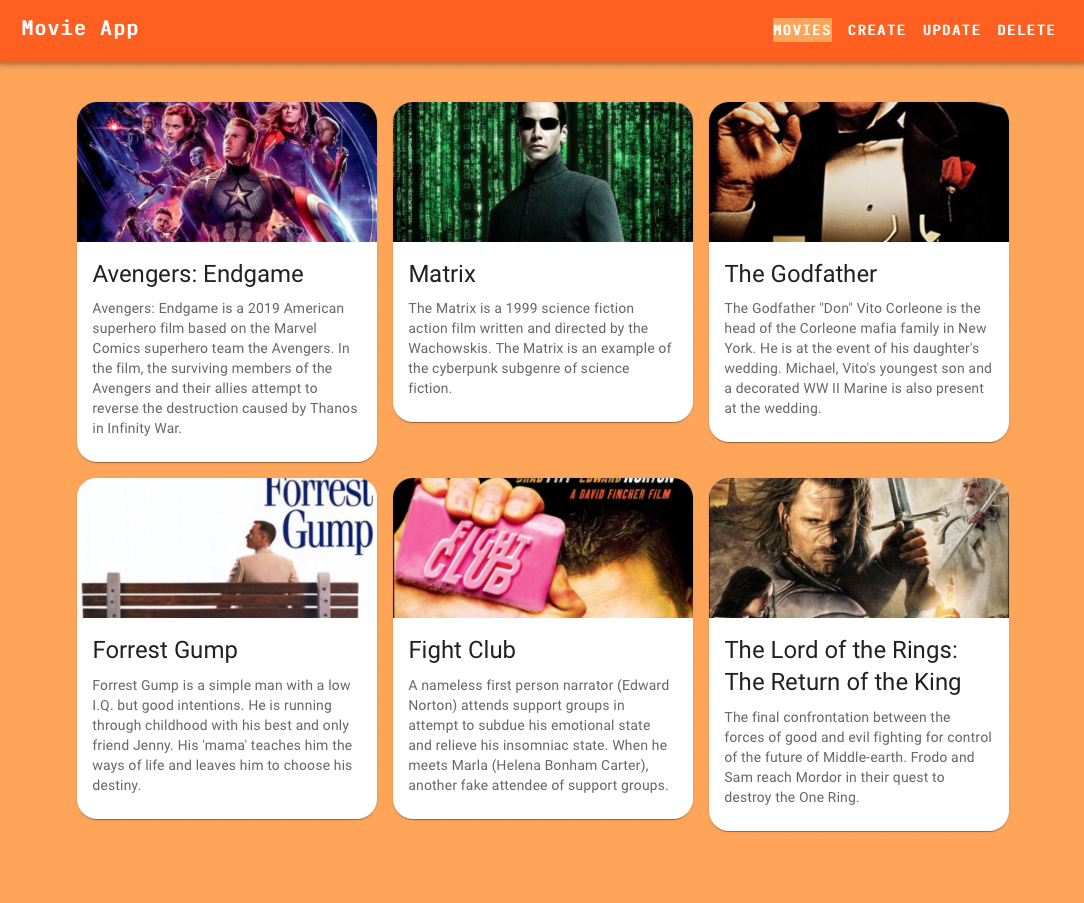 Movie App
MOVIES CREATE UPDATE DELETE
Avengers: Endgame
Avengers: Endgame is a 2019 American
superhero film based on the Marvel
Comics superhero team the Avengers. In
the film, the surviving members of the
Avengers and their allies attempt to
reverse the destruction caused by Thanos
in Infinity War.
Matrix
The Matrix is a 1999 science fiction
action film written and directed by the
Wachowskis. The Matrix is an example of
the cyberpunk subgenre of science
fiction.
The Godfather
The Godfather "Don" Vito Corleone is the
head of the Corleone mafia family in New
York. He is at the event of his daughter's
wedding. Michael, Vito's youngest son and
a decorated WW II Marine is also present
at the wedding.
Forrest
Gump
Forrest Gump
Forrest Gump is a simple man with a low
I.Q. but good intentions. He is running
through childhood with his best and only
friend Jenny. His 'mama' teaches him the
ways of life and leaves him to choose his
destiny.
BRAD PITT EDWARD NORTON
A DAVID FINCHER FILM
FIGHT
CLUB
Fight Club
A nameless first person narrator (Edward
Norton) attends support groups in
attempt to subdue his emotional state
and relieve his insomniac state. When he
meets Marla (Helena Bonham Carter),
another fake attendee of support groups.
The Lord of the Rings:
The Return of the King
The final confrontation between the
forces of good and evil fighting for control
of the future of Middle-earth. Frodo and
Sam reach Mordor in their quest to
destroy the One Ring.